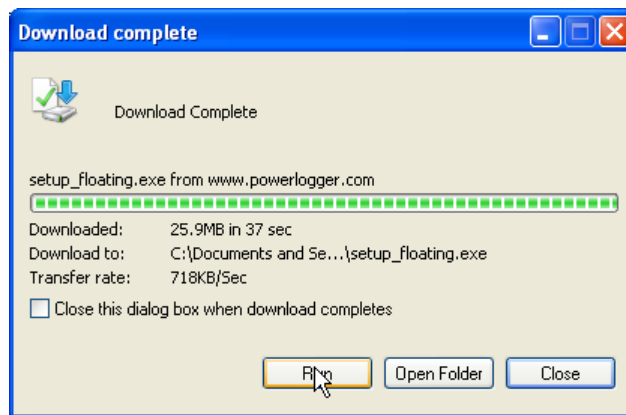 Download complete
Download Complete
setup_floating.exe from www.powerlogger.com
Downloaded: 25.9MB in 37 sec
Download to: C:\Documents and Se...\setup_floating.exe
Transfer rate: 718KB/Sec
Close this dialog box when download completes
Run Open Folder Close